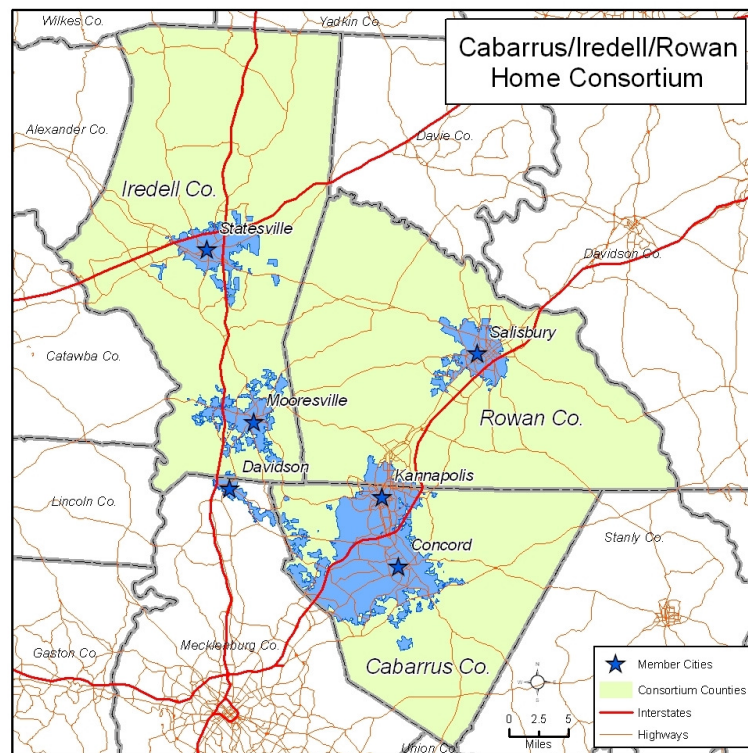 Wilkes Co.
Yadkin Co.
Cabarrus/Iredell/Rowan
Home Consortium
Alexander Co.
Davie Co.
Iredell Co.
Statesville
Davidson Co.
Salisbury
Catawba Co.
Mooresville
Rowan Co.
Davidson
Kannapolis
Lincoln Co.
Concord
Stanly Co.
Mecklenburg Co.
Gaston Co.
Cabarrus Co.
Union Co.
N
W
E
S
0 2.5 5
Miles
Member Cities
Consortium Counties
Interstates
Highways